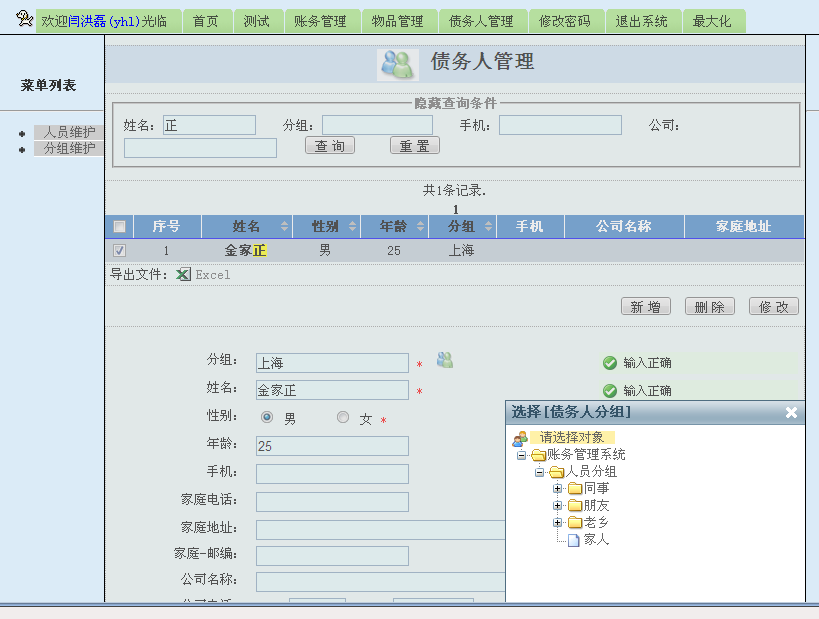 欢迎闫洪磊(yhl)光临 首页 测试 账务管理 物品管理 债务人管理 修改密码 退出系统 最大化
菜单列表
人员维护
分组维护
债务人管理
隐藏查询条件
姓名: 正 分组: 手机: 公司:
查询 重置
共1条记录.
1
序号 姓名 性别 年龄 分组 手机 公司名称 家庭地址
1 金家正 男 25 上海
导出文件: Excel
新增 删除 修改
分组: 上海 * 输入正确
姓名: 金家正 * 输入正确
性别: 男 女 *
年龄: 25
手机:
家庭电话:
家庭地址:
家庭-邮编:
公司名称:
选择[债务人分组]
请选择对象
账务管理系统
人员分组
同事
朋友
老乡
家人